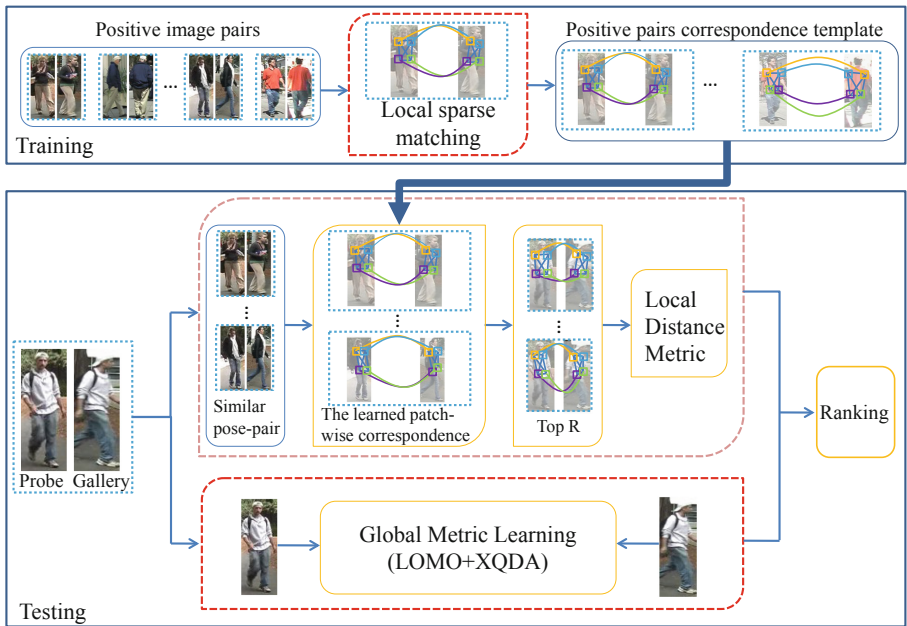 Positive image pairs
...
Local sparse
matching
Positive pairs correspondence template
...
Training
Similar
pose-pair
The learned patch-
wise correspondence
Top R
Local
Distance
Metric
Ranking
Probe Gallery
Global Metric Learning
(LOMO+XQDA)
Testing